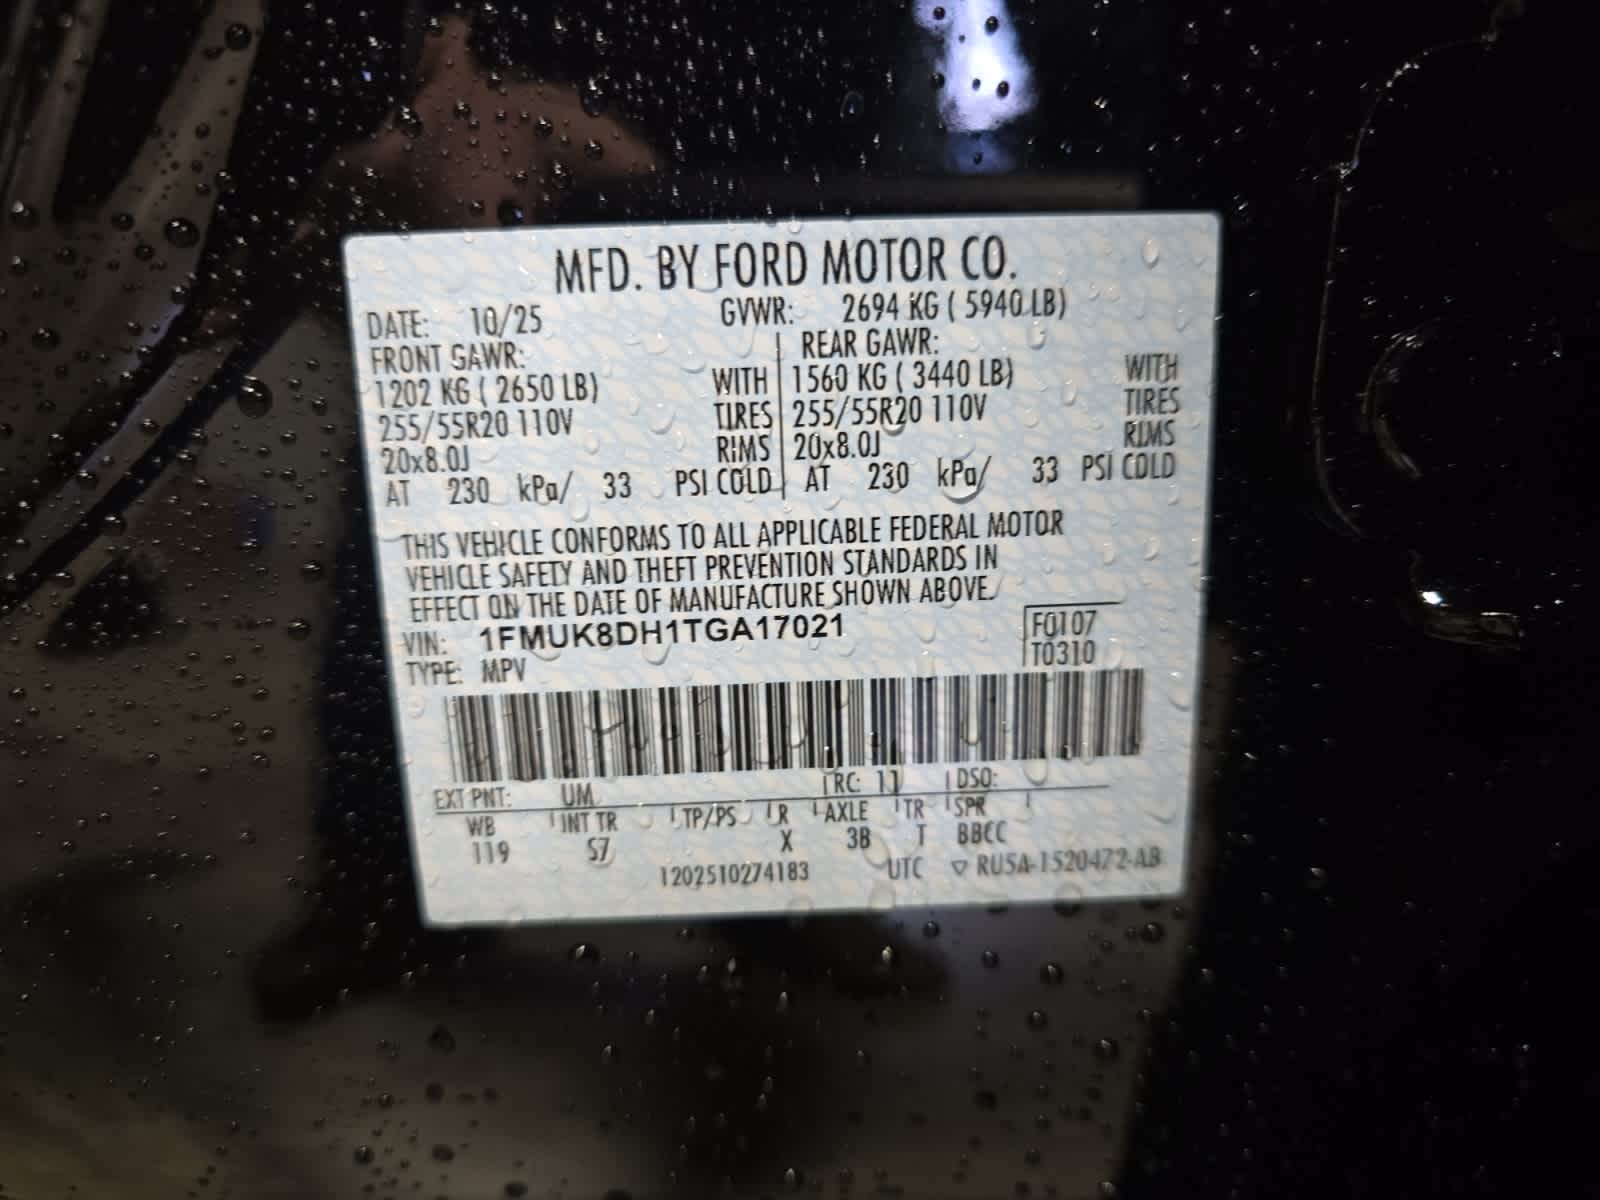 MFD. BY FORD MOTOR CO.
DATE: 10/25 GVWR: 2694 KG ( 5940 LB)
FRONT GAWR: REAR GAWR:
1202 KG ( 2650 LB) WITH 1560 KG ( 3440 LB) WITH
255/55R20 110V TIRES 255/55R20 110V TIRES
20x8.0J RIMS 20x8.0J RIMS
AT 230 kPa/ 33 PSI COLD AT 230 kPa/ 33 PSI COLD
THIS VEHICLE CONFORMS TO ALL APPLICABLE FEDERAL MOTOR
VEHICLE SAFETY AND THEFT PREVENTION STANDARDS IN
EFFECT ON THE DATE OF MANUFACTURE SHOWN ABOVE.
VIN: 1FMUK8DH1TGA17021 F0107
TYPE: MPV T0310
EXT PNT: UM RC: 11 DSO:
WB INT TR TP/PS R AXLE TR SPR
119 S7 X 3B T BBCC
1202510274183 UTC ▽ RU5A-1520472-AB